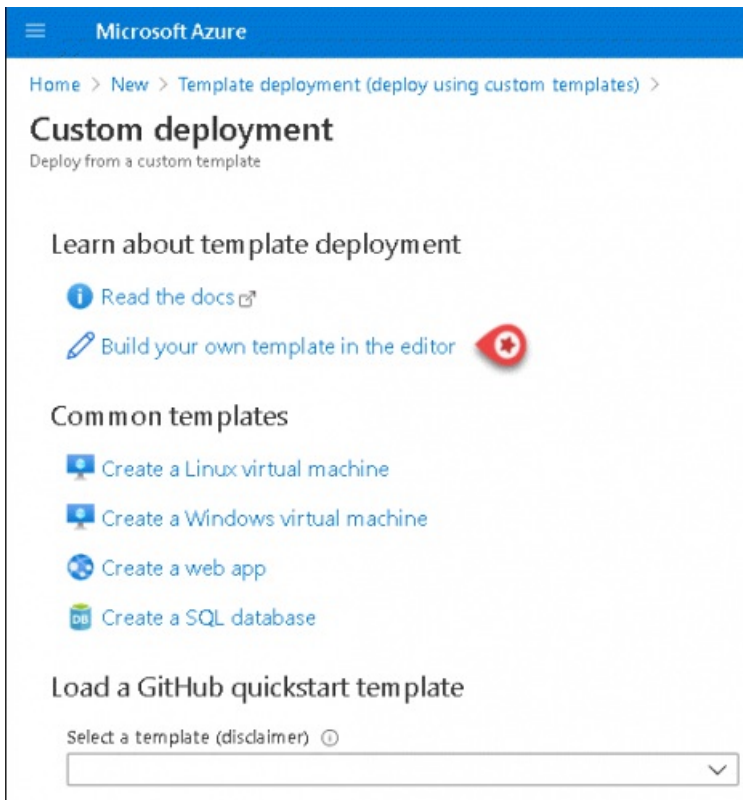 Microsoft Azure
Home > New > Template deployment (deploy using custom templates) >
Custom deployment
Deploy from a custom template
Learn about template deployment
Read the docs
Build your own template in the editor
Common templates
Create a Linux virtual machine
Create a Windows virtual machine
Create a web app
DB Create a SQL database
Load a GitHub quickstart template
Select a template (disclaimer)